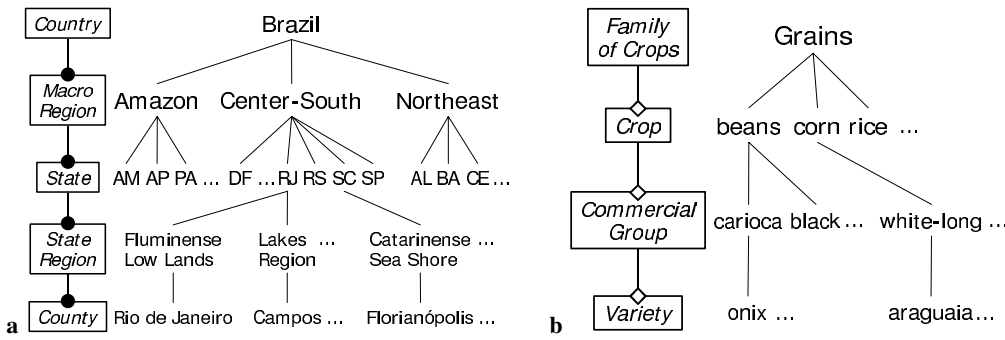 Country
Macro
Region
State
State
Region
County
Brazil
Amazon Center-South Northeast
AM AP PA ... DF ... RJ RS SC SP AL BA CE ...
Fluminense
Low Lands
Lakes ...
Region
Catarinense ...
Sea Shore
Rio de Janeiro Campos ... Florianópolis ...
a
Family
of Crops
Crop
Commercial
Group
Variety
Grains
beans corn rice ...
carioca black ... white-long ...
onix ... araguaia ...
b